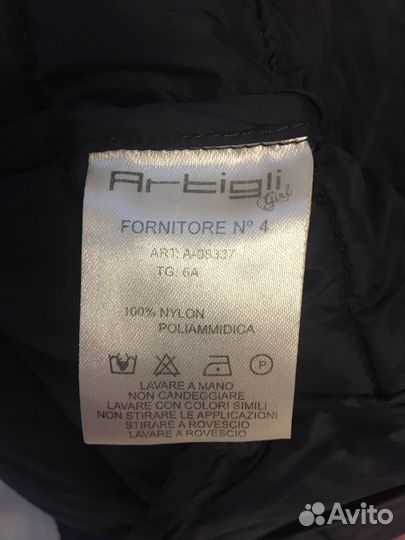 Artigli
Girl
FORNITORE N° 4
ART: A-08337
TG: 6A
100% NYLON
POLIAMMIDICA
P
LAVARE A MANO
NON CANDEGGIARE
LAVARE CON COLORI SIMILI
NON STIRARE LE APPLICAZIONI
STIRARE A ROVESCIO
LAVARE A ROVESCIO
Avito